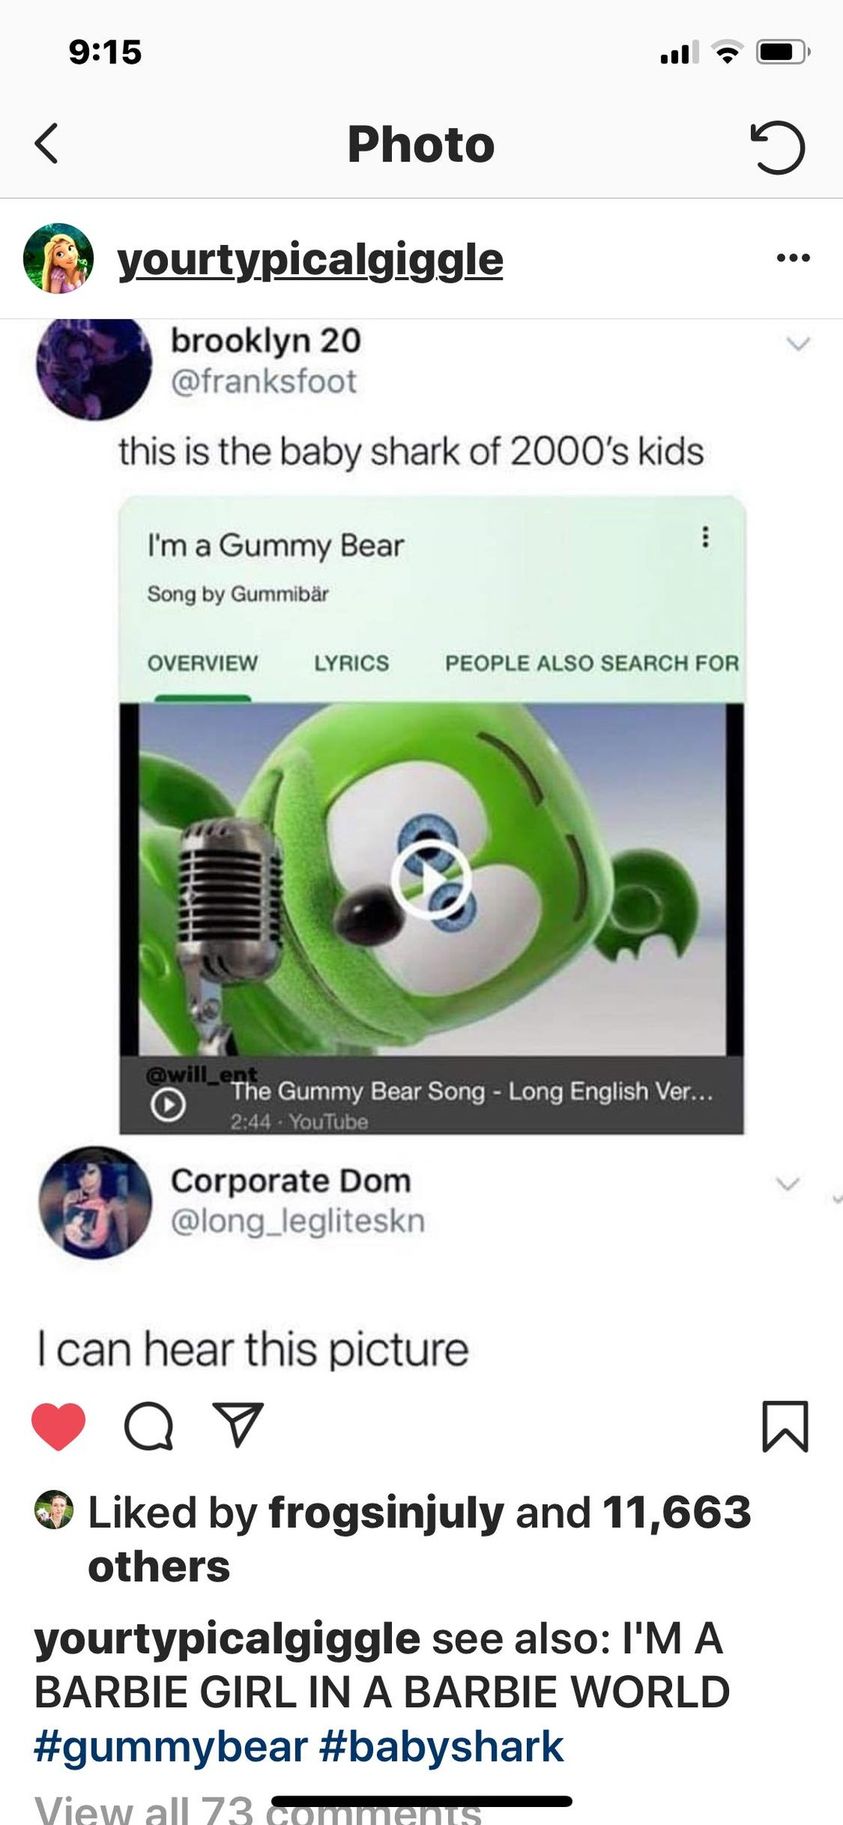 9:15
Photo
yourtypicalgiggle
brooklyn 20
@franksfoot
this is the baby shark of 2000's kids
I'm a Gummy Bear
Song by Gummibär
OVERVIEW LYRICS PEOPLE ALSO SEARCH FOR
@will_ent
The Gummy Bear Song - Long English Ver...
2:44 · YouTube
Corporate Dom
@long_legliteskn
I can hear this picture
Liked by frogsinjuly and 11,663
others
yourtypicalgiggle see also: I'M A
BARBIE GIRL IN A BARBIE WORLD
#gummybear #babyshark
View all 73 comments